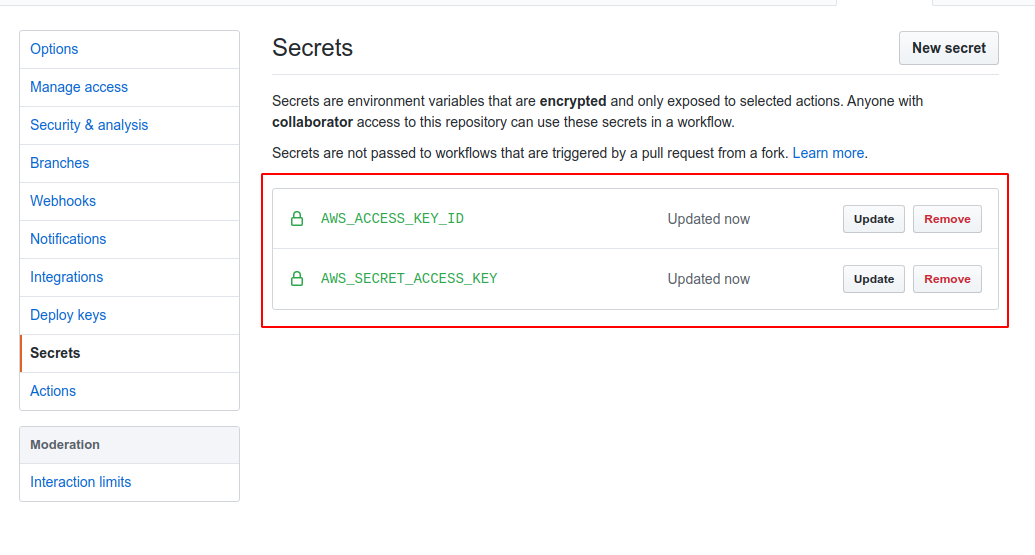 Options
Manage access
Security & analysis
Branches
Webhooks
Notifications
Integrations
Deploy keys
Secrets
Actions
Moderation
Interaction limits
Secrets
New secret
Secrets are environment variables that are encrypted and only exposed to selected actions. Anyone with
collaborator access to this repository can use these secrets in a workflow.
Secrets are not passed to workflows that are triggered by a pull request from a fork. Learn more.
AWS_ACCESS_KEY_ID Updated now Update Remove
AWS_SECRET_ACCESS_KEY Updated now Update Remove